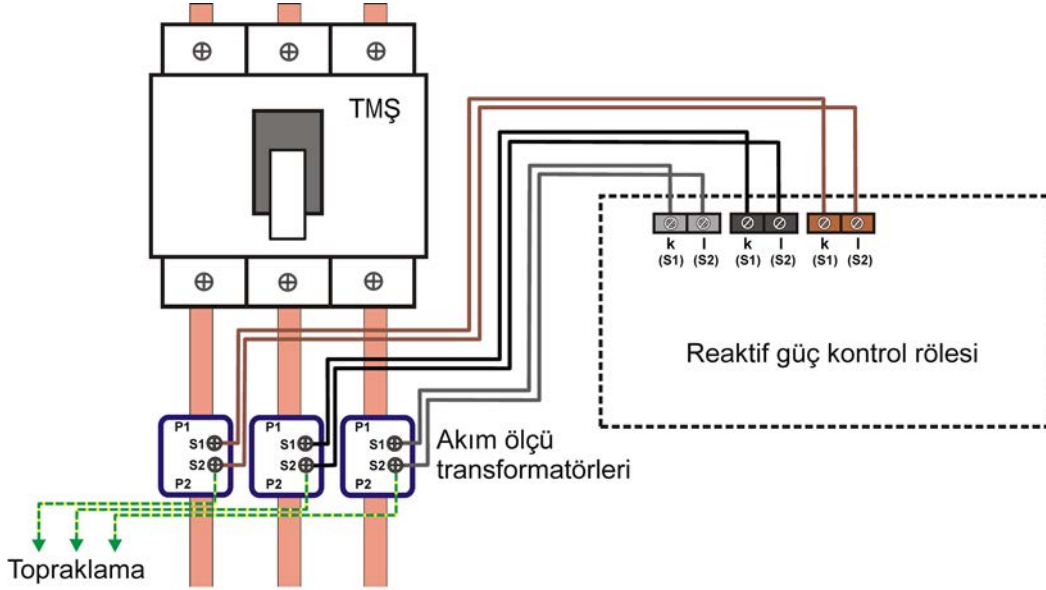 TMŞ
k l k l k l
(S1) (S2) (S1) (S2) (S1) (S2)
Reaktif güç kontrol rölesi
P1 P1 P1
S1 S1 S1
S2 S2 S2
P2 P2 P2
Akım ölçü
transformatörleri
Topraklama